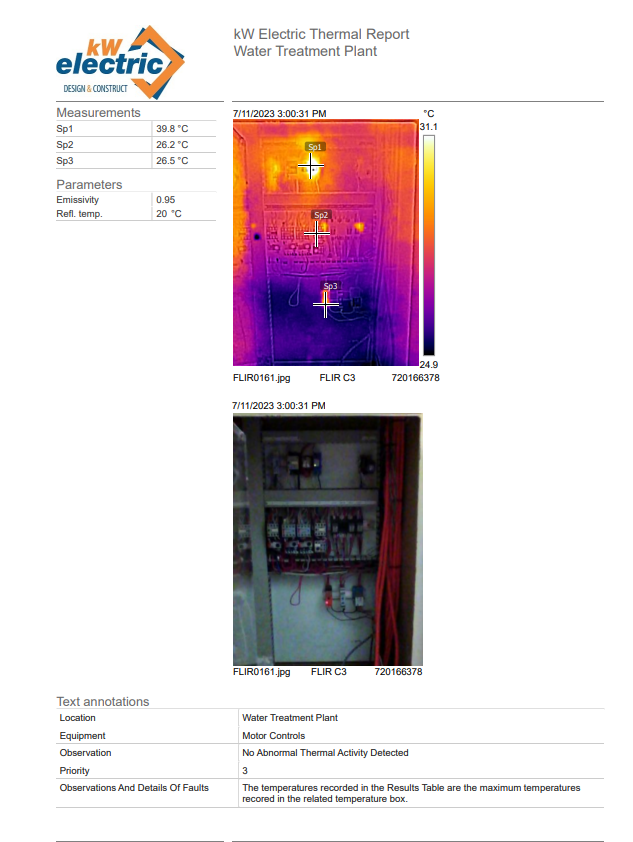 kW
electric
DESIGN & CONSTRUCT
kW Electric Thermal Report
Water Treatment Plant
Measurements
Sp1 39.8 °C
Sp2 26.2 °C
Sp3 26.5 °C
Parameters
Emissivity 0.95
Refl. temp. 20 °C
7/11/2023 3:00:31 PM °C
31.1
Sp1
Sp2
Sp3
24.9
FLIR0161.jpg FLIR C3 720166378
7/11/2023 3:00:31 PM
FLIR0161.jpg FLIR C3 720166378
Text annotations
Location Water Treatment Plant
Equipment Motor Controls
Observation No Abnormal Thermal Activity Detected
Priority 3
Observations And Details Of Faults The temperatures recorded in the Results Table are the maximum temperatures
recored in the related temperature box.